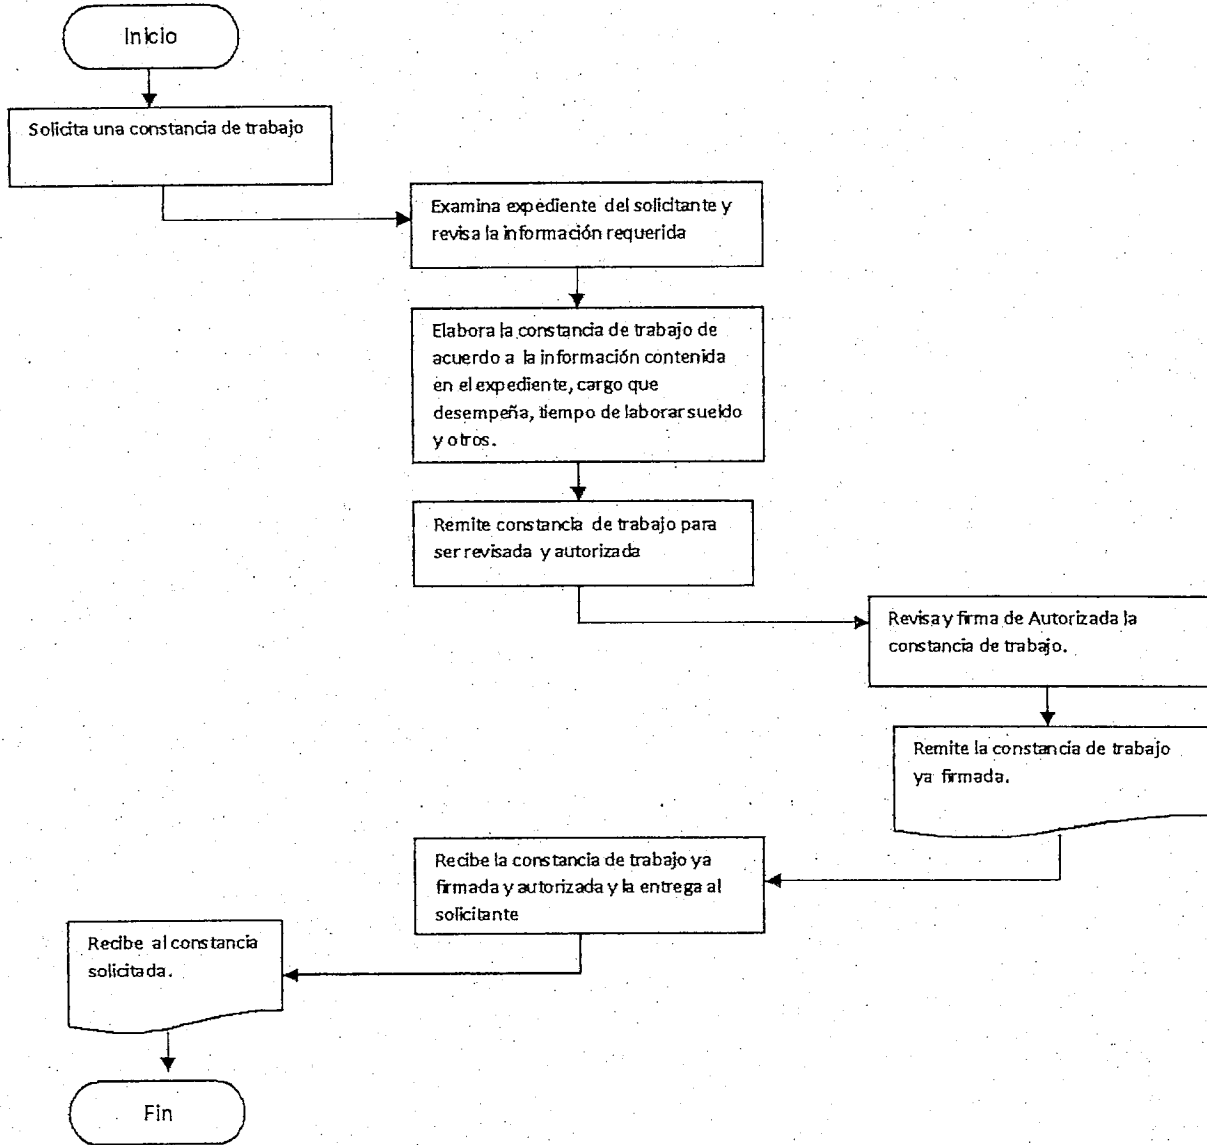 Inicio
Solicita una constancia de trabajo
Examina expediente del solicitante y
revisa la información requerida
Elabora la constancia de trabajo de
acuerdo a la información contenida
en el expediente, cargo que
desempeña, tiempo de laborar sueldo
y otros.
Remite constancia de trabajo para
ser revisada y autorizada
Revisa y firma de Autorizada la
constancia de trabajo.
Remite la constancia de trabajo
ya firmada.
Recibe la constancia de trabajo ya
firmada y autorizada y la entrega al
solicitante
Recibe al constancia
solicitada.
Fin